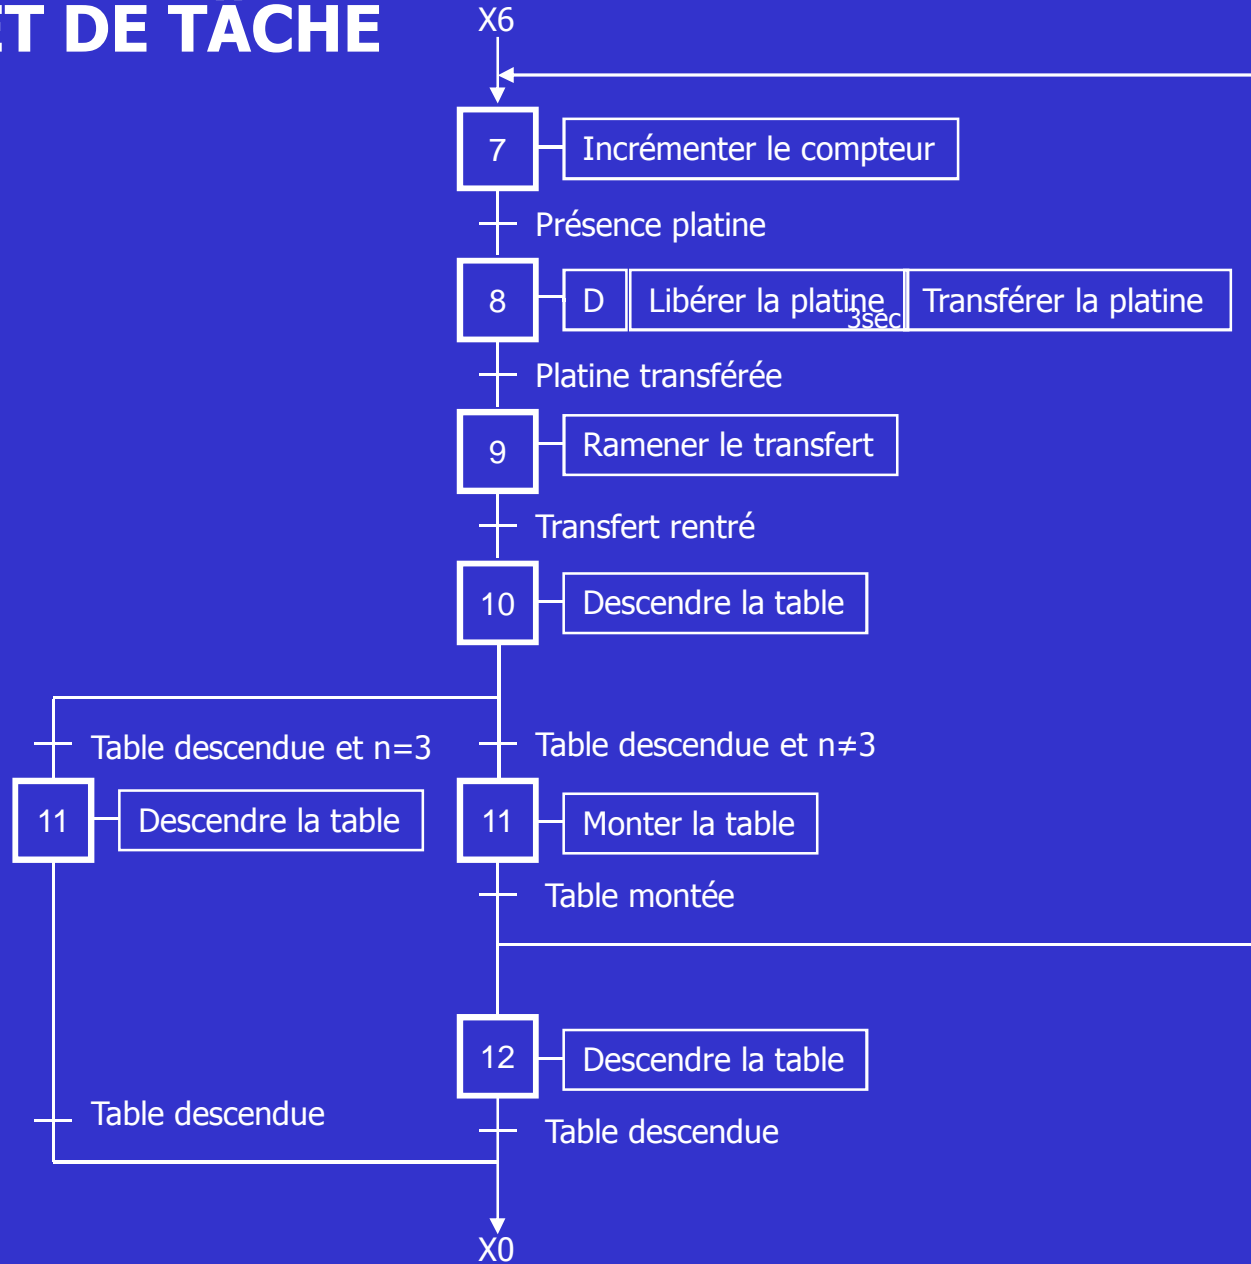 ET DE TÂCHE
X6
7
Incrémenter le compteur
Présence platine
8
D
Libérer la platine
3sec
Transférer la platine
Platine transférée
9
Ramener le transfert
Transfert rentré
10
Descendre la table
Table descendue et n=3
Table descendue et n≠3
11
Descendre la table
11
Monter la table
Table montée
12
Descendre la table
Table descendue
Table descendue
X0